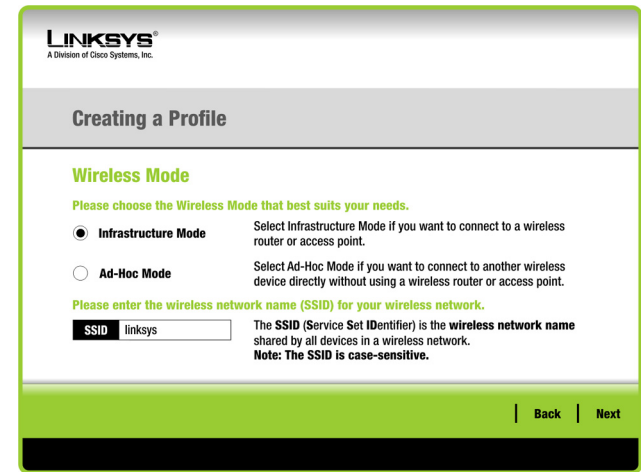 LINKSYS®
A Division of Cisco Systems, Inc.
Creating a Profile
Wireless Mode
Please choose the Wireless Mode that best suits your needs.
Infrastructure Mode
Select Infrastructure Mode if you want to connect to a wireless
router or access point.
Ad-Hoc Mode
Select Ad-Hoc Mode if you want to connect to another wireless
device directly without using a wireless router or access point.
Please enter the wireless network name (SSID) for your wireless network.
SSID linksys
The SSID (Service Set IDentifier) is the wireless network name
shared by all devices in a wireless network.
Note: The SSID is case-sensitive.
Back Next